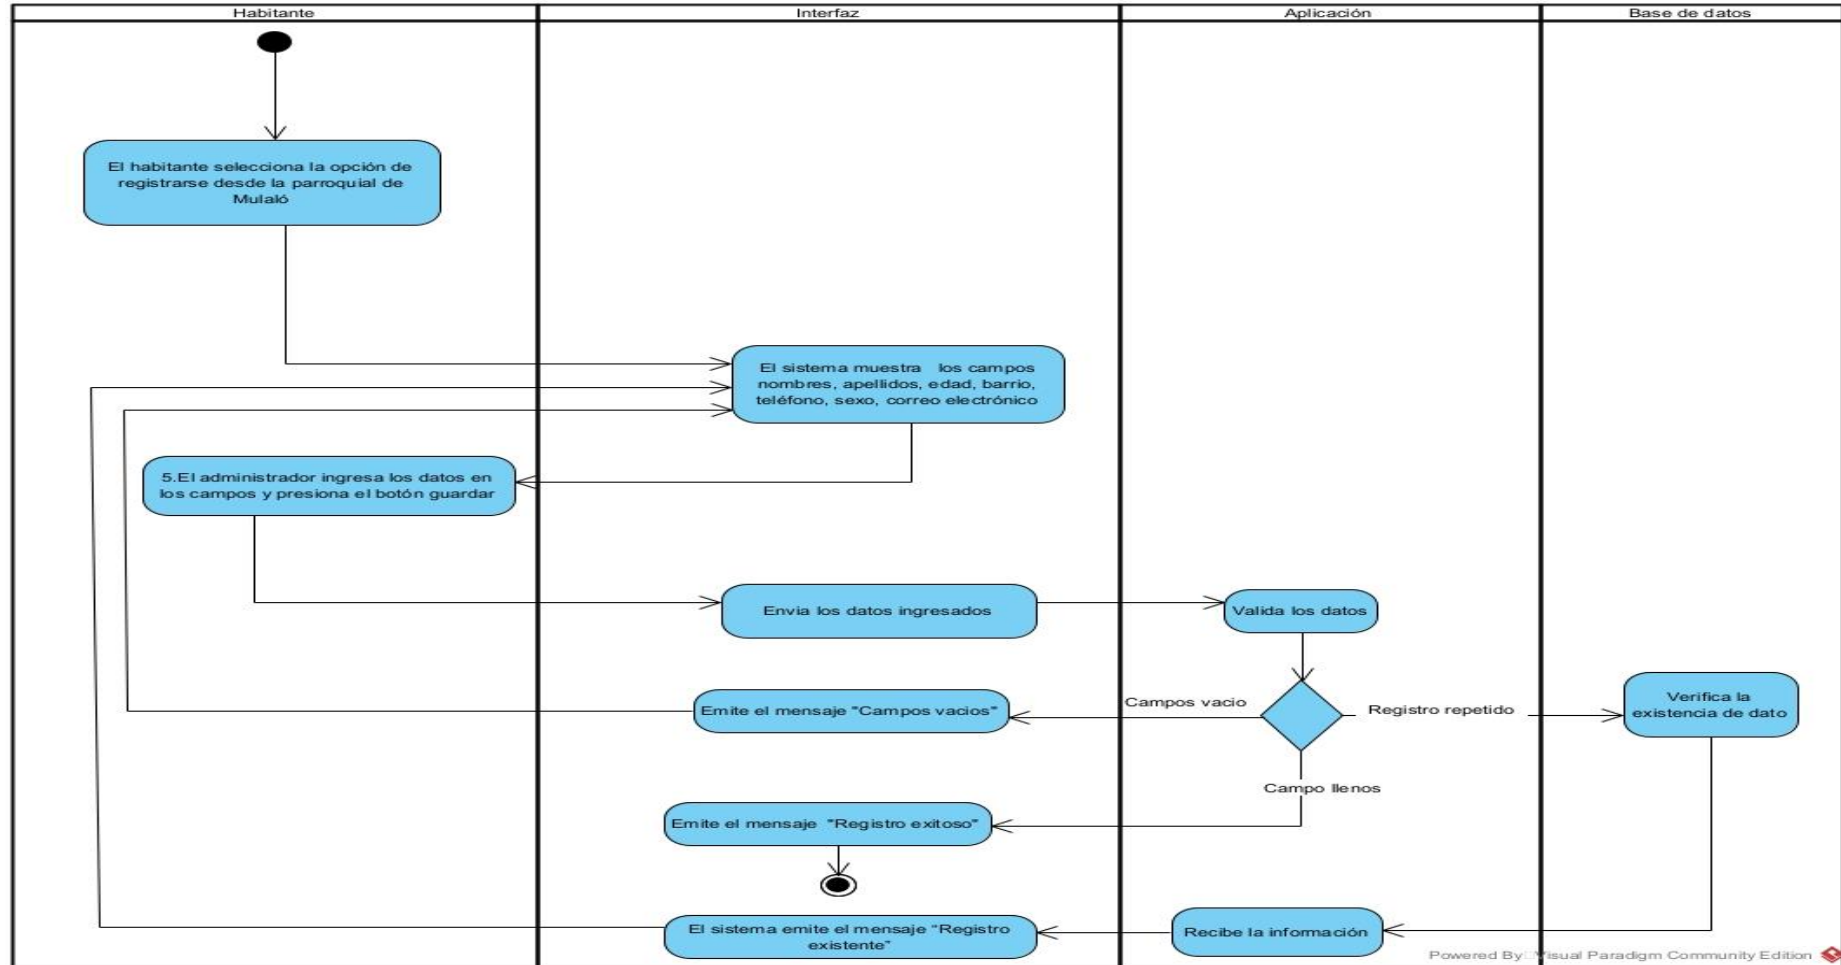 Habitante
Interfaz
Aplicación
Base de datos
El habitante selecciona la opción de
registrarse desde la parroquial de
Mulaló
El sistema muestra los campos
nombres, apellidos, edad, barrio,
teléfono, sexo, correo electrónico
5.El administrador ingresa los datos en
los campos y presiona el botón guardar
Envia los datos ingresados
Valida los datos
Emite el mensaje "Campos vacios"
Campos vacio
Registro repetido
Verifica la
existencia de dato
Campo llenos
Emite el mensaje "Registro exitoso"
El sistema emite el mensaje "Registro
existente"
Recibe la información
Powered By Visual Paradigm Community Edition